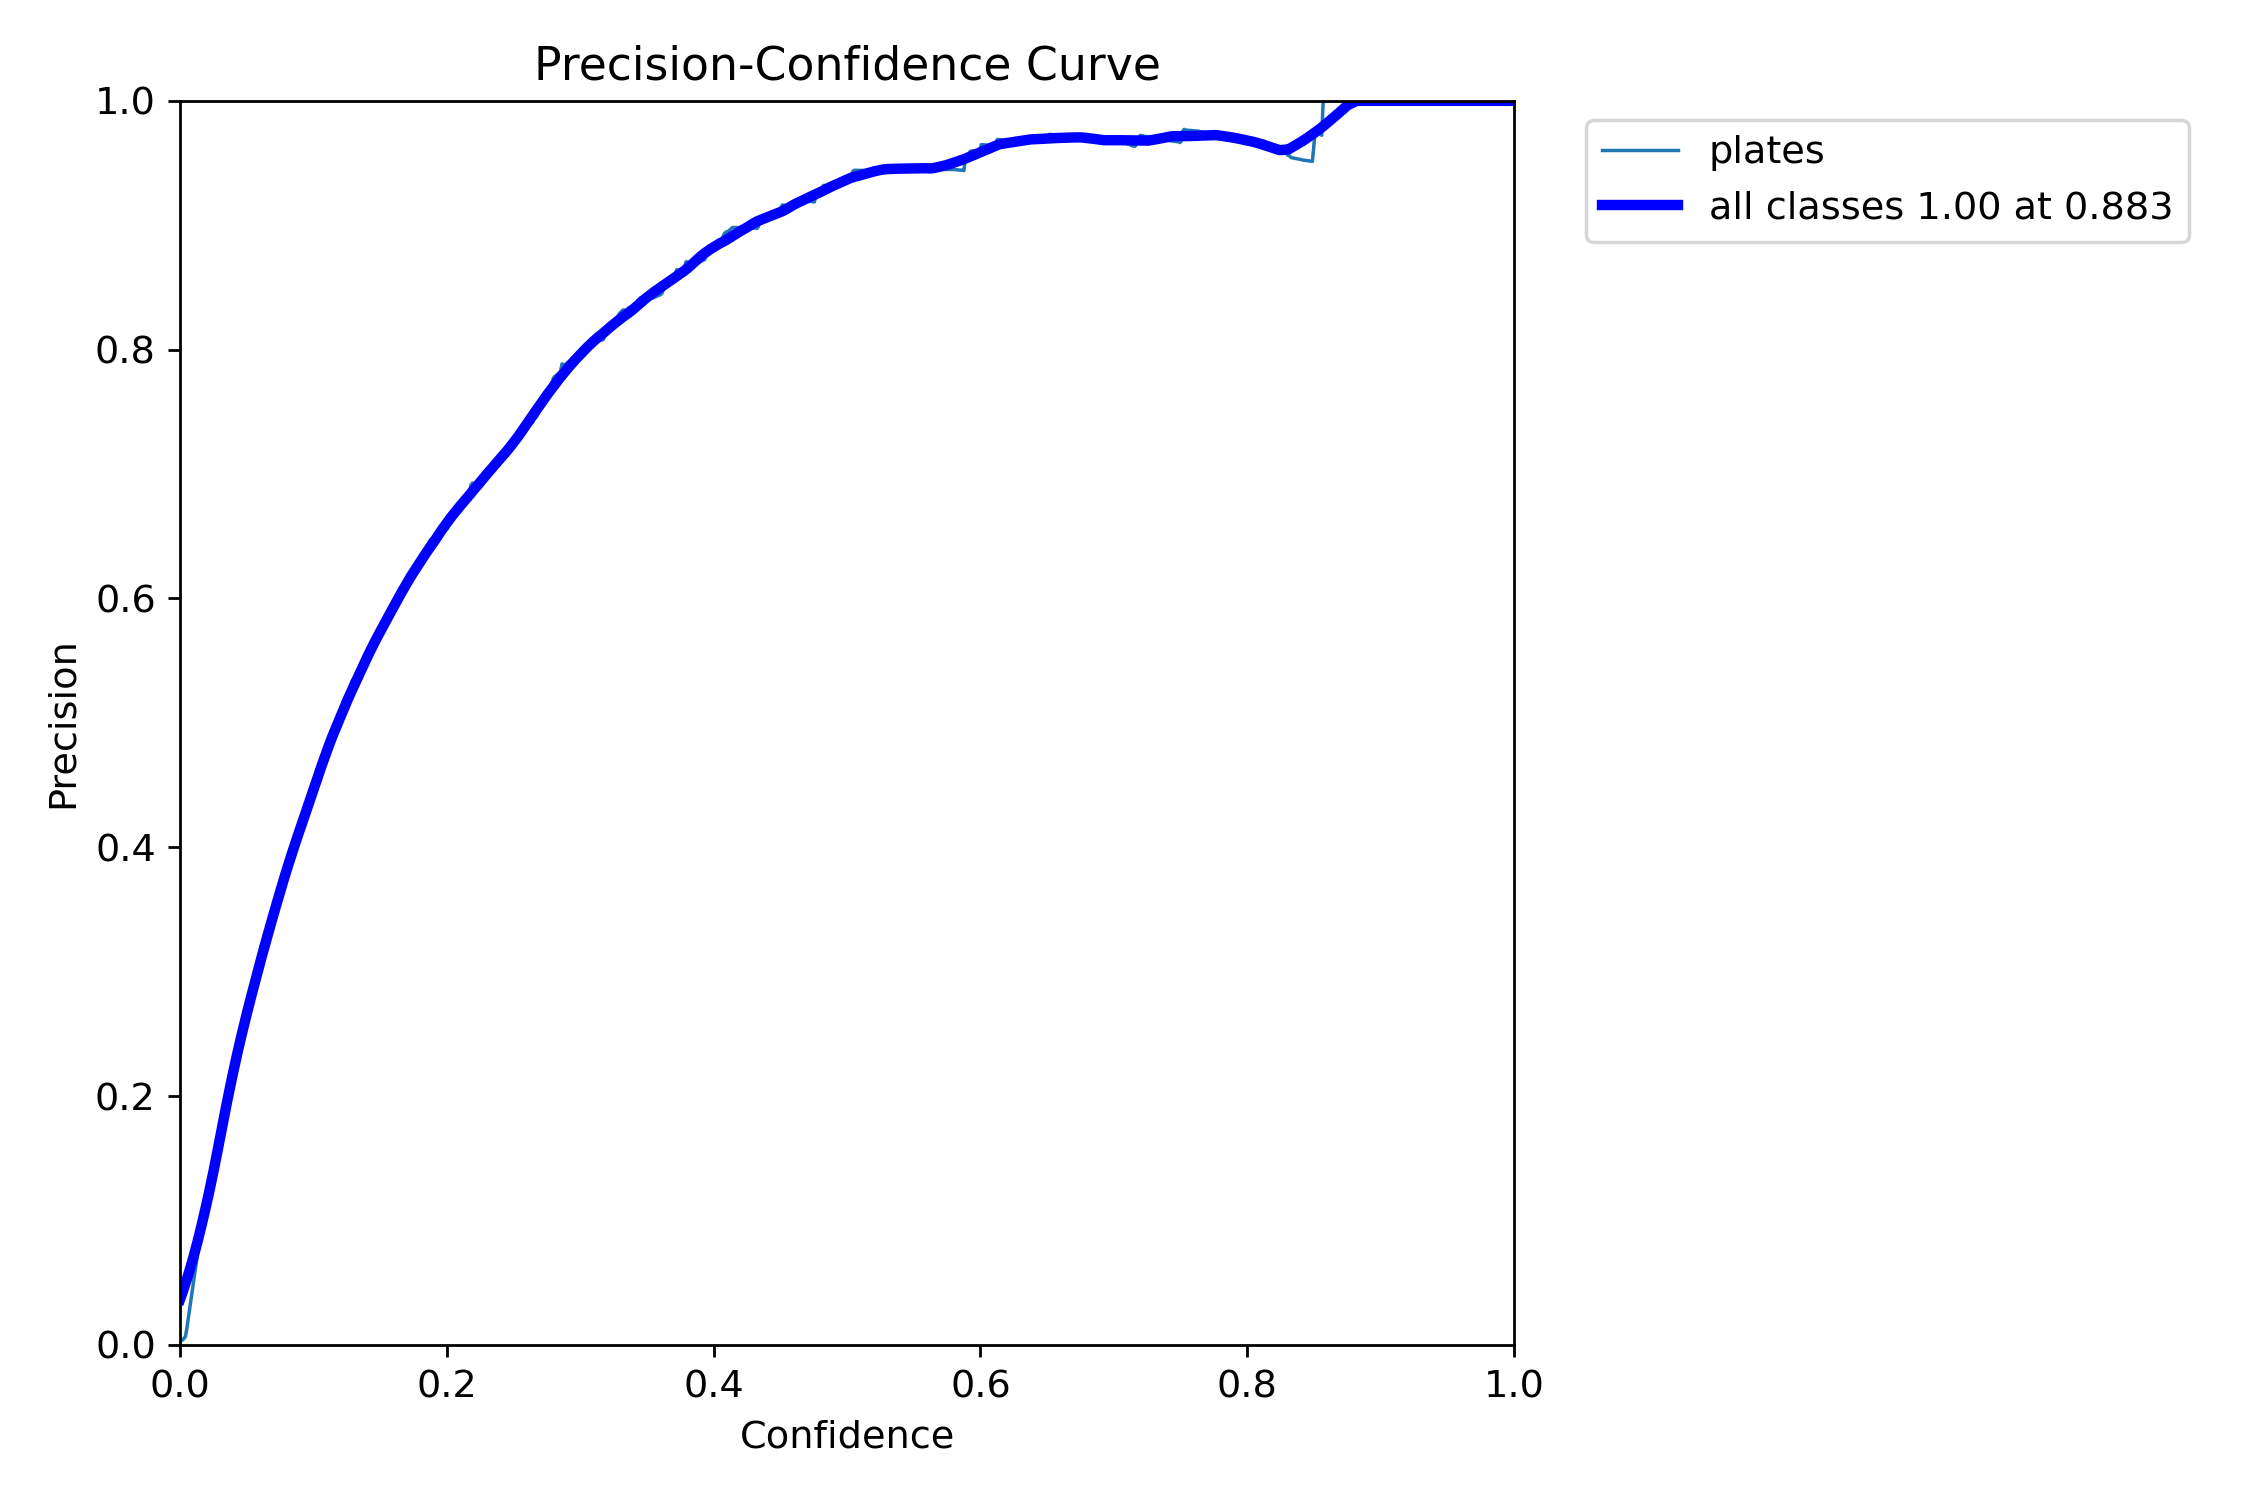 Precision-Confidence Curve
1.0
0.8
0.6
0.4
0.2
0.0
Precision
0.0 0.2 0.4 0.6 0.8 1.0
Confidence
plates
all classes 1.00 at 0.883